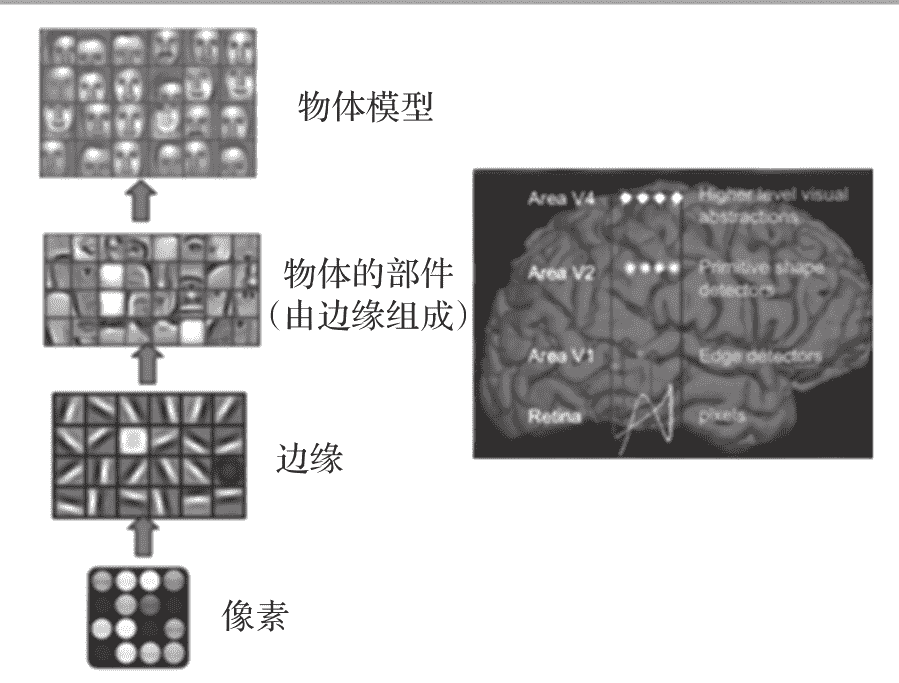 物体模型
物体的部件
（由边缘组成）
边缘
像素
Area V4
Higher level visual
abstractions
Area V2
Primitive shape
detectors
Area V1
Edge detectors
Retina
pixels